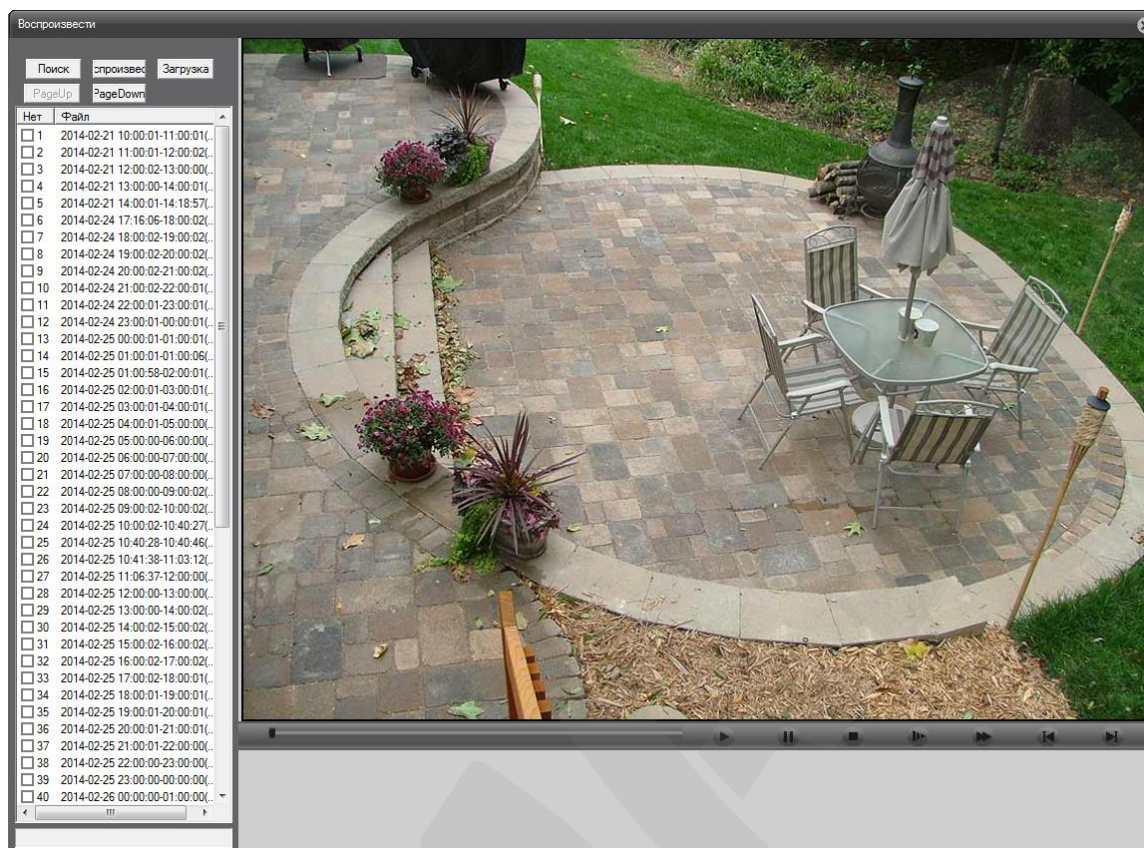 Воспроизвести
Поиск спроизвес Загрузка
PageUp PageDown
Нет Файл
1 2014-02-21 10:00:01-11:00:01(..
2 2014-02-21 11:00:01-12:00:02(..
3 2014-02-21 12:00:02-13:00:00(..
4 2014-02-21 13:00:00-14:00:01(..
5 2014-02-21 14:00:01-14:18:57(..
6 2014-02-24 17:16:06-18:00:02(..
7 2014-02-24 18:00:02-19:00:02(..
8 2014-02-24 19:00:02-20:00:02(..
9 2014-02-24 20:00:02-21:00:02(..
10 2014-02-24 21:00:02-22:00:01(..
11 2014-02-24 22:00:01-23:00:01(..
12 2014-02-24 23:00:01-00:00:01(..
13 2014-02-25 00:00:01-01:00:01(..
14 2014-02-25 01:00:01-01:00:06(..
15 2014-02-25 01:00:58-02:00:01(..
16 2014-02-25 02:00:01-03:00:01(..
17 2014-02-25 03:00:01-04:00:01(..
18 2014-02-25 04:00:01-05:00:00(..
19 2014-02-25 05:00:00-06:00:00(..
20 2014-02-25 06:00:00-07:00:00(..
21 2014-02-25 07:00:00-08:00:00(..
22 2014-02-25 08:00:00-09:00:02(..
23 2014-02-25 09:00:02-10:00:02(..
24 2014-02-25 10:00:02-10:40:27(..
25 2014-02-25 10:40:28-10:40:46(..
26 2014-02-25 10:41:38-11:03:12(..
27 2014-02-25 11:06:37-12:00:00(..
28 2014-02-25 12:00:00-13:00:00(..
29 2014-02-25 13:00:00-14:00:02(..
30 2014-02-25 14:00:02-15:00:02(..
31 2014-02-25 15:00:02-16:00:02(..
32 2014-02-25 16:00:02-17:00:02(..
33 2014-02-25 17:00:02-18:00:01(..
34 2014-02-25 18:00:01-19:00:01(..
35 2014-02-25 19:00:01-20:00:01(..
36 2014-02-25 20:00:01-21:00:01(..
37 2014-02-25 21:00:01-22:00:00(..
38 2014-02-25 22:00:00-23:00:00(..
39 2014-02-25 23:00:00-00:00:00(..
40 2014-02-26 00:00:00-01:00:00(..